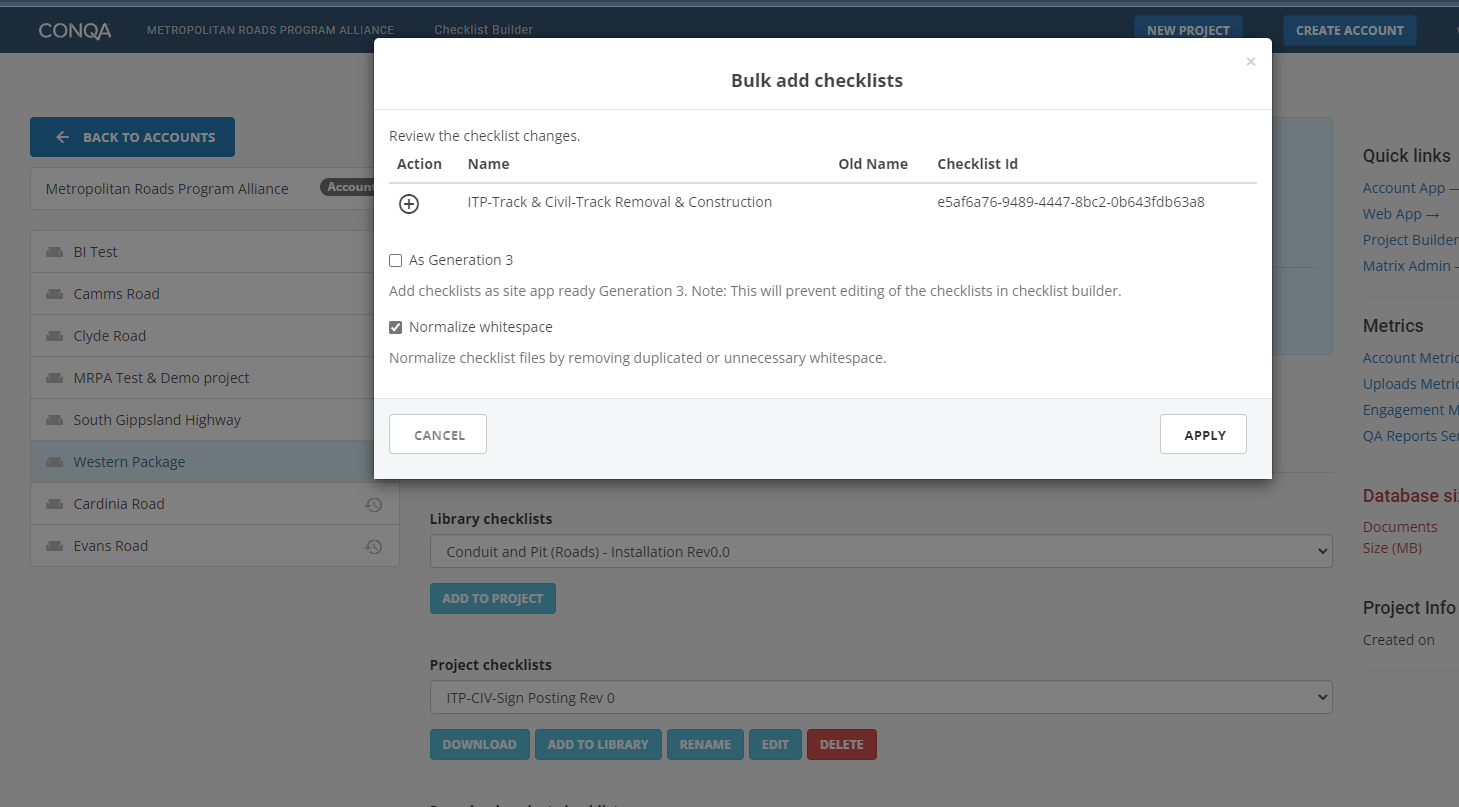 CONQA
METROPOLITAN ROADS PROGRAM ALLIANCE
Checklist Builder
NEW PROJECT
CREATE ACCOUNT
×
Bulk add checklists
Review the checklist changes.
Action Name Old Name Checklist Id
ITP-Track & Civil-Track Removal & Construction e5af6a76-9489-4447-8bc2-0b643fdb63a8
As Generation 3
Add checklists as site app ready Generation 3. Note: This will prevent editing of the checklists in checklist builder.
Normalize whitespace
Normalize checklist files by removing duplicated or unnecessary whitespace.
CANCEL
APPLY
← BACK TO ACCOUNTS
Metropolitan Roads Program Alliance
Account
BI Test
Camms Road
Clyde Road
MRPA Test & Demo project
South Gippsland Highway
Western Package
Cardinia Road
Evans Road
Library checklists
Conduit and Pit (Roads) - Installation Rev0.0
ADD TO PROJECT
Project checklists
ITP-CIV-Sign Posting Rev 0
DOWNLOAD
ADD TO LIBRARY
RENAME
EDIT
DELETE
Quick links
Account App
Web App →
Project Builder
Matrix Admin
Metrics
Account Metric
Uploads Metric
Engagement M
QA Reports Ser
Database si
Documents
Size (MB)
Project Info
Created on